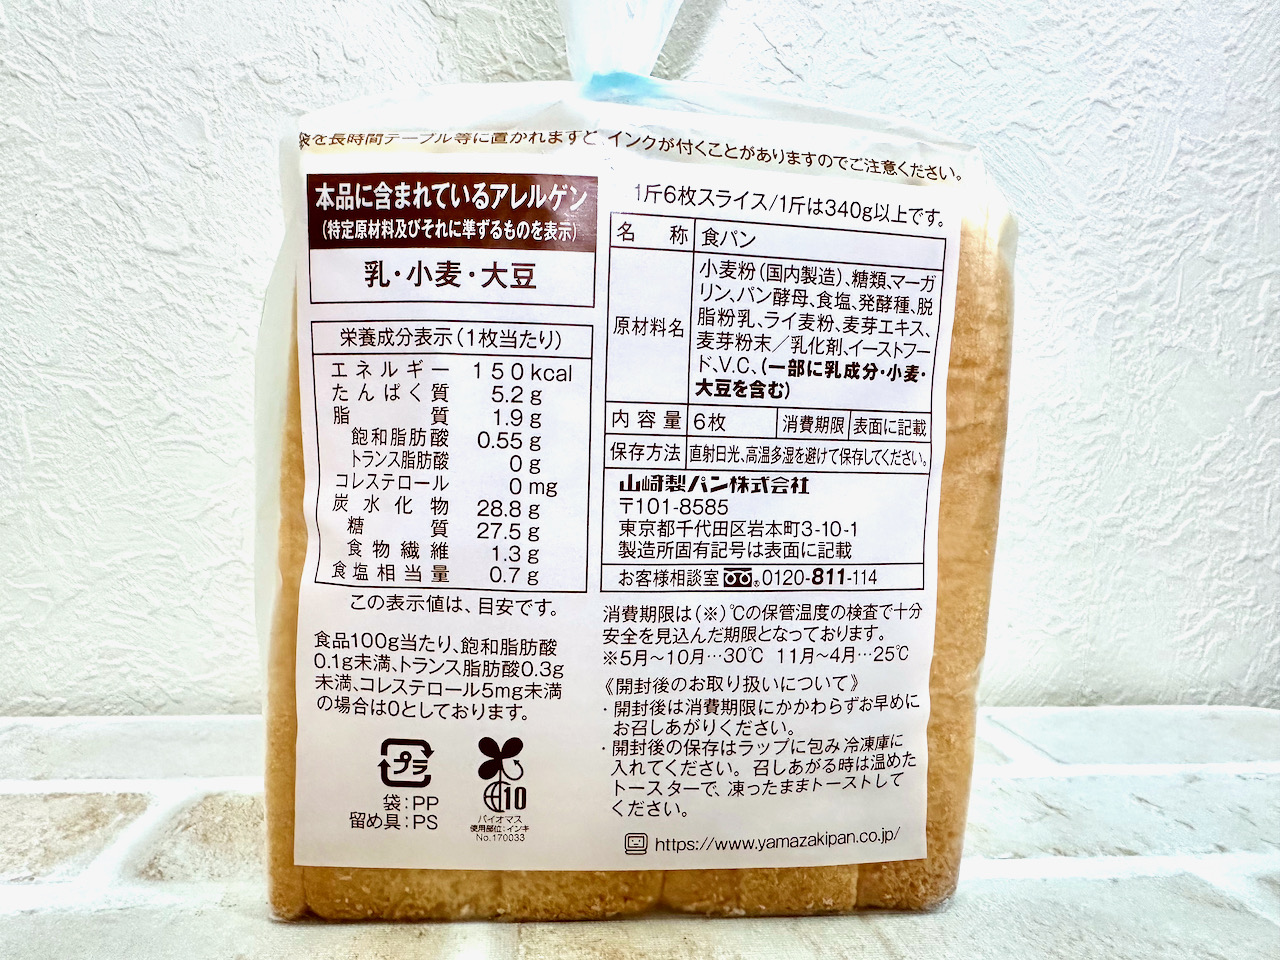 袋を長時間テーブル等に置かれますと、インクが付くことがありますのでご注意ください。
本品に含まれているアレルゲン
(特定原材料及びそれに準ずるものを表示)
乳・小麦・大豆
栄養成分表示(1枚当たり)
エネルギー 150kcal
たんぱく質 5.2g
脂質 1.9g
飽和脂肪酸 0.55g
トランス脂肪酸 0g
コレステロール 0mg
炭水化物 28.8g
糖質 27.5g
食物繊維 1.3g
食塩相当量 0.7g
この表示値は、目安です。
食品100g当たり、飽和脂肪酸
0.1g未満、トランス脂肪酸0.3g
未満、コレステロール5mg未満
の場合は0としております。
プラ
袋:PP
留め具:PS
10
バイオマス
使用部位:インキ
No.170033
1斤6枚スライス/1斤は340g以上です。
名称 食パン
原材料名
小麦粉(国内製造)、糖類、マーガ
リン、パン酵母、食塩、発酵種、脱
脂粉乳、ライ麦粉、麦芽エキス、
麦芽粉末/乳化剤、イーストフー
ド、V.C、(一部に乳成分・小麦・
大豆を含む)
内容量 6枚 消費期限 表面に記載
保存方法 直射日光、高温多湿を避けて保存してください。
山崎製パン株式会社
〒101-8585
東京都千代田区岩本町3-10-1
製造所固有記号は表面に記載
お客様相談室 0120-811-114
消費期限は(※)℃の保管温度の検査で十分
安全を見込んだ期限となっております。
※5月~10月…30℃ 11月~4月…25℃
《開封後のお取り扱いについて》
・開封後は消費期限にかかわらずお早めに
お召しあがりください。
・開封後の保存はラップに包み冷凍庫に
入れてください。召しあがる時は温めた
トースターで、凍ったままトーストして
ください。
https://www.yamazakipan.co.jp/